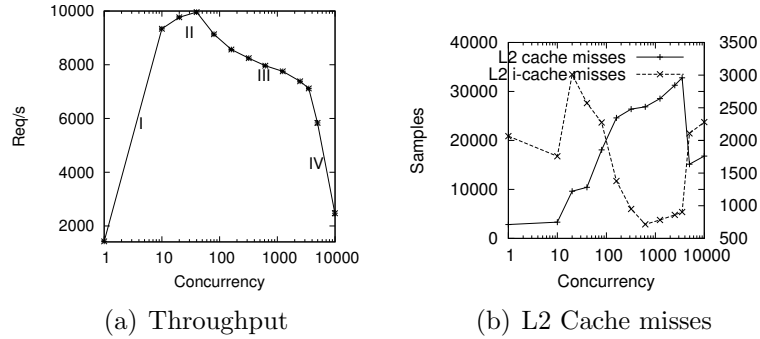 10000
8000
6000
4000
2000
1 10 100 1000 10000
Req/s
Concurrency
I
II
III
IV
(a) Throughput
40000
30000
20000
10000
0
3500
3000
2500
2000
1500
1000
500
1 10 100 1000 10000
Samples
Concurrency
L2 cache misses
L2 i-cache misses
(b) L2 Cache misses